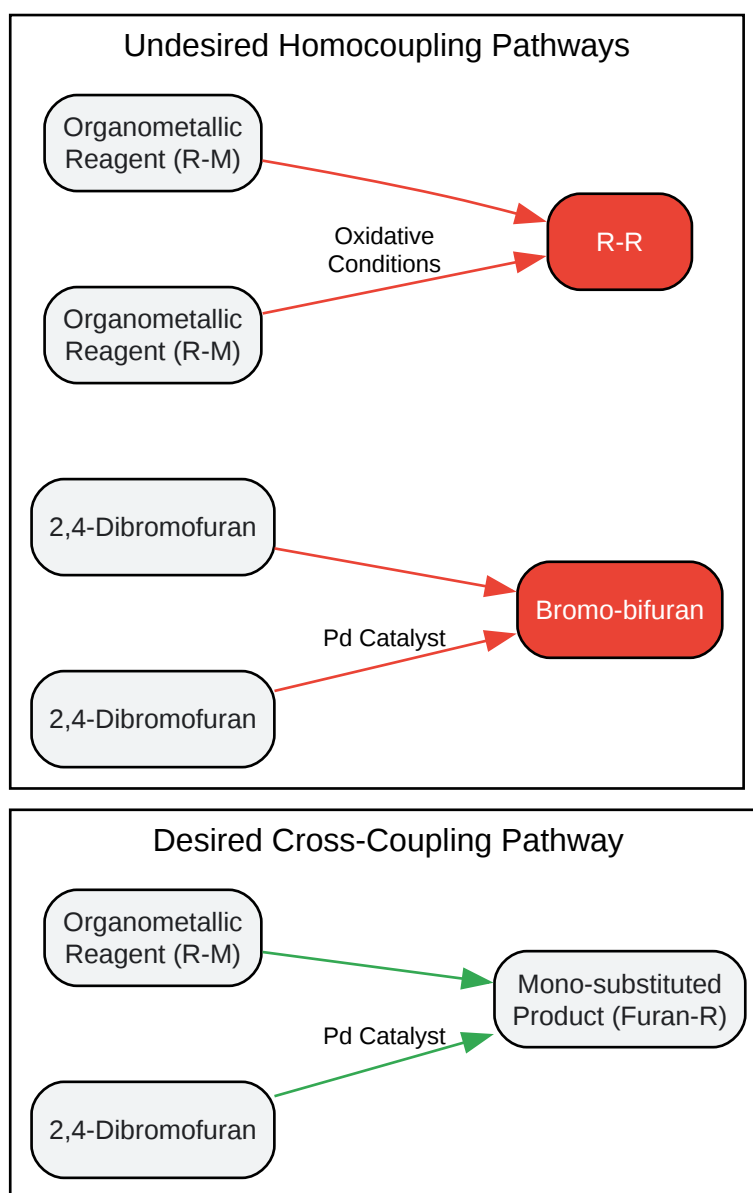 Undesired Homocoupling Pathways
Organometallic
Reagent (R-M)
R-R
Oxidative
Conditions
Organometallic
Reagent (R-M)
2,4-Dibromofuran
Bromo-bifuran
Pd Catalyst
2,4-Dibromofuran
Desired Cross-Coupling Pathway
Organometallic
Reagent (R-M)
Mono-substituted
Product (Furan-R)
Pd Catalyst
2,4-Dibromofuran